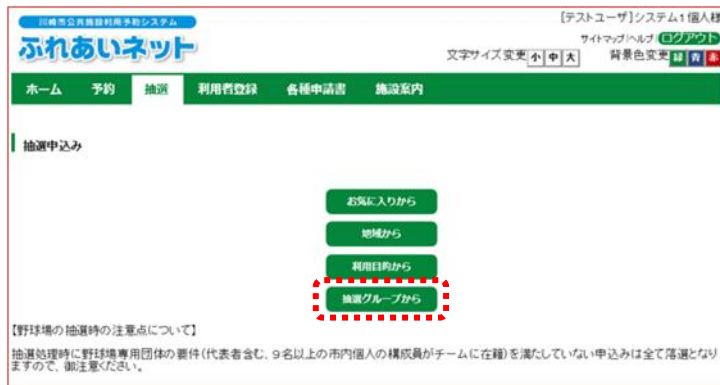 川崎市公共施設利用予約システム
[テストユーザ]システム1個人様
ふれあいネット
サイトマップ|ヘルプ|ログアウト
文字サイズ変更 小 中 大 背景色変更 緑 青 赤
ホーム 予約 抽選 利用者登録 各種申請書 施設案内
抽選申込み
お気に入りから
地域から
利用目的から
抽選グループから
【野球場の抽選時の注意点について】
抽選処理時に野球場専用団体の要件(代表者含む、9名以上の市内個人の構成員がチームに在籍)を満たしていない申込みは全て落選となり
ますので、御注意ください。